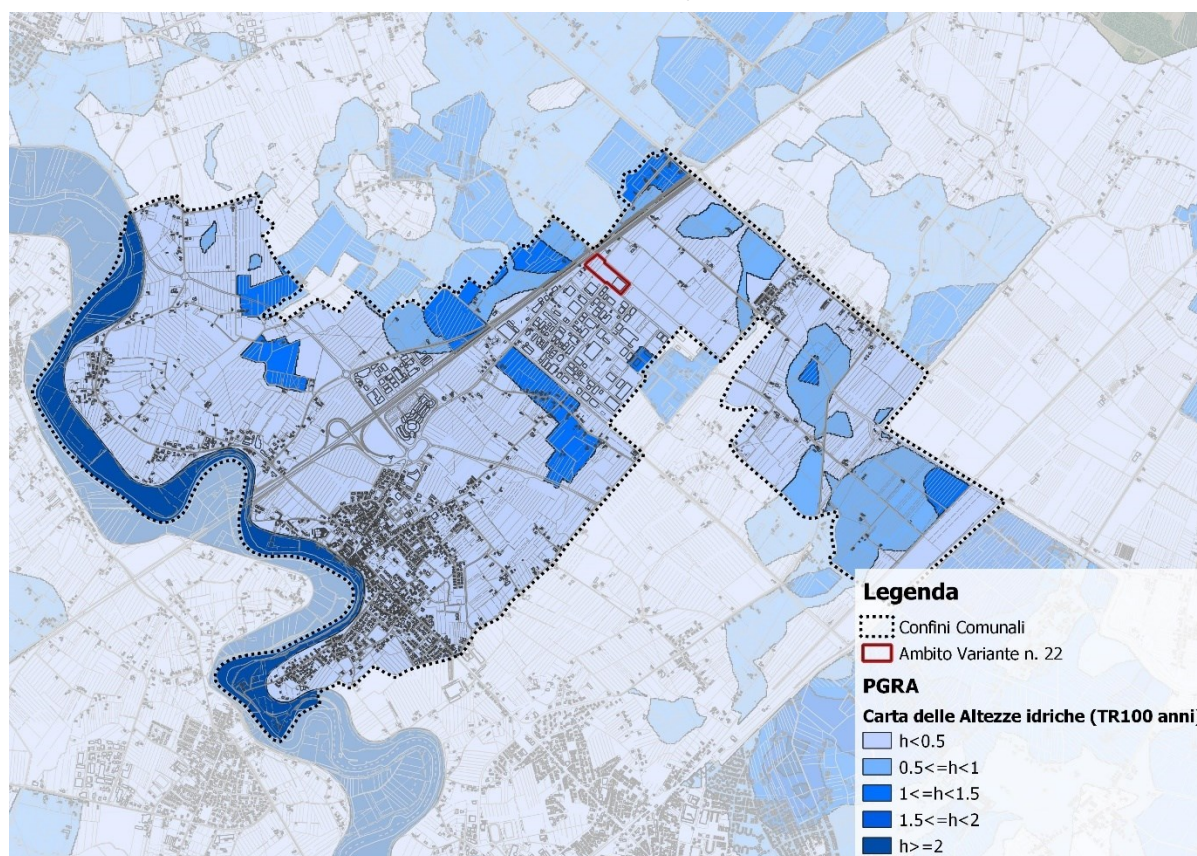 Legenda
Confini Comunali
Ambito Variante n. 22
PGRA
Carta delle Altezze idriche (TR100 anni)
h<0.5
0.5<=h<1
1<=h<1.5
1.5<=h<2
h>=2